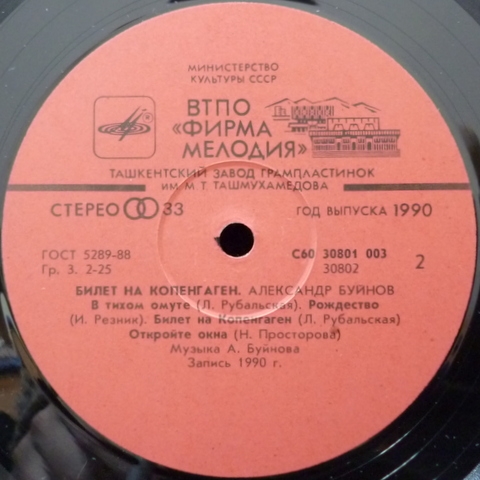 МИНИСТЕРСТВО
КУЛЬТУРЫ СССР
ВТПО
«ФИРМА
МЕЛОДИЯ»
ТАШКЕНТСКИЙ ЗАВОД ГРАМПЛАСТИНОК
ИМ. М. Т. ТАШМУХАМЕДОВА
СТЕРЕО 33
ГОД ВЫПУСКА 1990
ГОСТ 5289-88
Гр. 3. 2-25
С60 30801 003
30802
2
БИЛЕТ НА КОПЕНГАГЕН. АЛЕКСАНДР БУЙНОВ
В тихом омуте (Л. Рубальская). Рождество
(И. Резник). Билет на Копенгаген (Л. Рубальская)
Откройте окна (Н. Просторова)
Музыка А. Буйнова
Запись 1990 г.